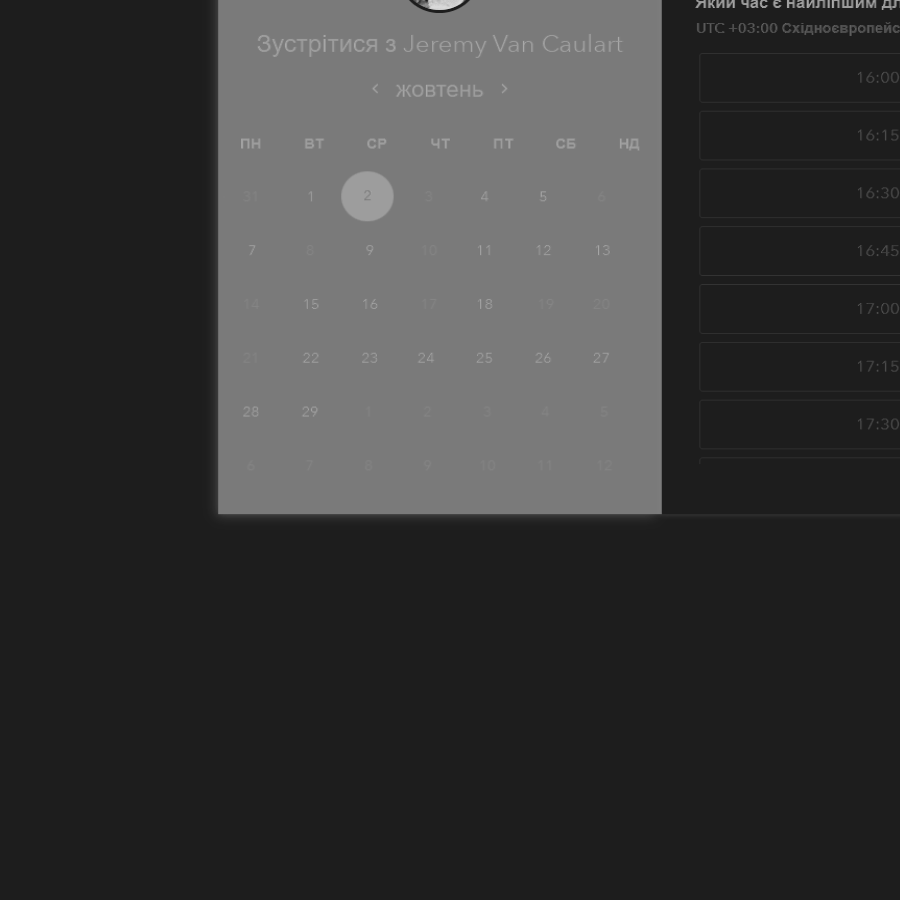 Зустрітися з Jeremy Van Caulart
жовтень
ПН ВТ СР ЧТ ПТ СБ НД
31 1 2 3 4 5 6
7 8 9 10 11 12 13
14 15 16 17 18 19 20
21 22 23 24 25 26 27
28 29 1 2 3 4 5
6 7 8 9 10 11 12
Який час є найліпшим дл
UTC +03:00 Східноєвропейс
16:00
16:15
16:30
16:45
17:00
17:15
17:30